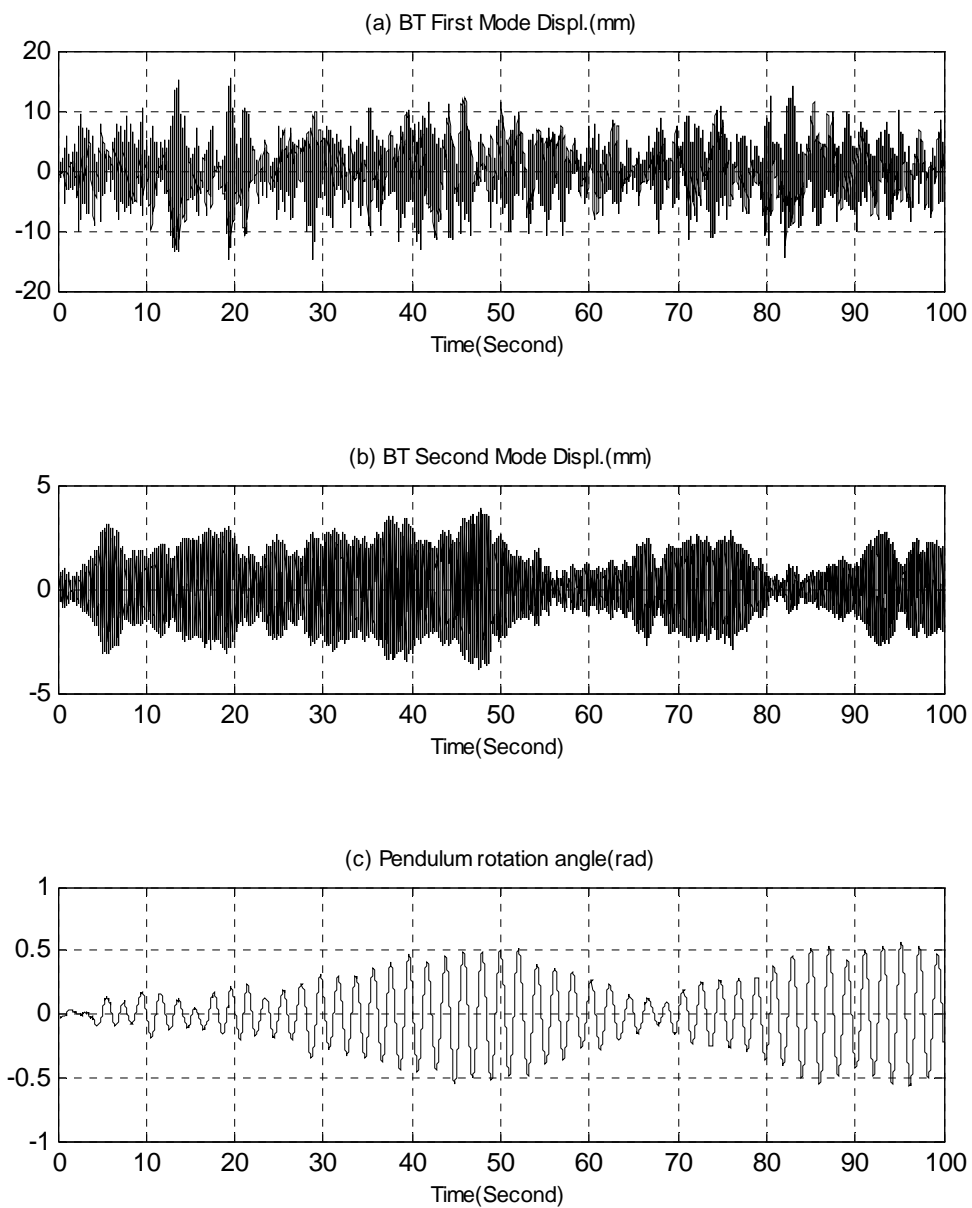 (a) BT First Mode Displ.(mm)
20
10
0
-10
-20
0 10 20 30 40 50 60 70 80 90 100
Time(Second)
(b) BT Second Mode Displ.(mm)
5
0
-5
0 10 20 30 40 50 60 70 80 90 100
Time(Second)
(c) Pendulum rotation angle(rad)
1
0.5
0
-0.5
-1
0 10 20 30 40 50 60 70 80 90 100
Time(Second)